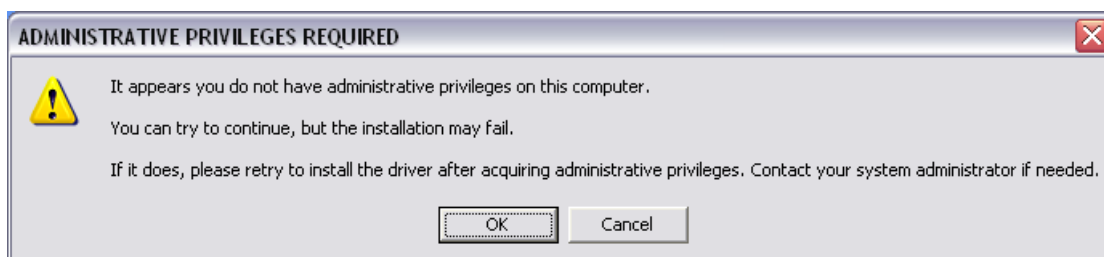 ADMINISTRATIVE PRIVILEGES REQUIRED
It appears you do not have administrative privileges on this computer.
You can try to continue, but the installation may fail.
If it does, please retry to install the driver after acquiring administrative privileges. Contact your system administrator if needed.
OK
Cancel